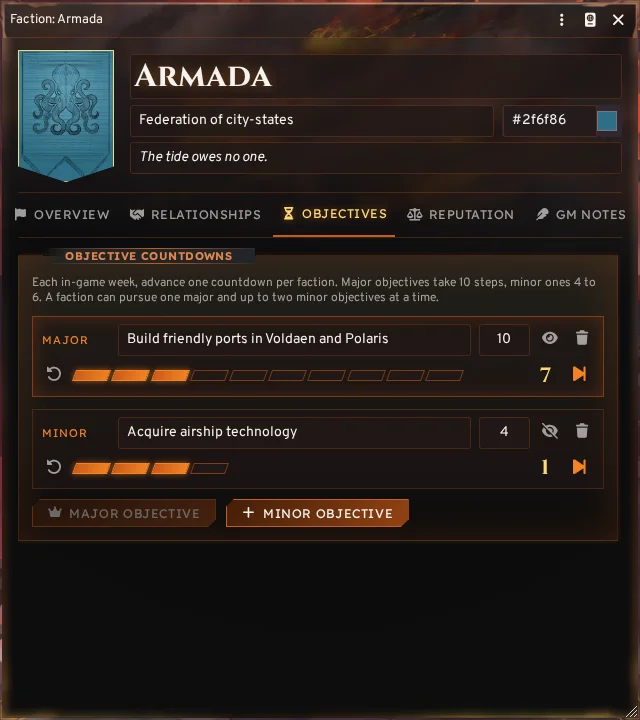 Faction: Armada
ARMADA
Federation of city-states
#2f6f86
The tide owes no one.
OVERVIEW RELATIONSHIPS OBJECTIVES REPUTATION GM NOTES
OBJECTIVE COUNTDOWNS
Each in-game week, advance one countdown per faction. Major objectives take 10 steps, minor ones 4 to
6. A faction can pursue one major and up to two minor objectives at a time.
MAJOR Build friendly ports in Voldaen and Polaris 10
7
MINOR Acquire airship technology 4
1
MAJOR OBJECTIVE MINOR OBJECTIVE